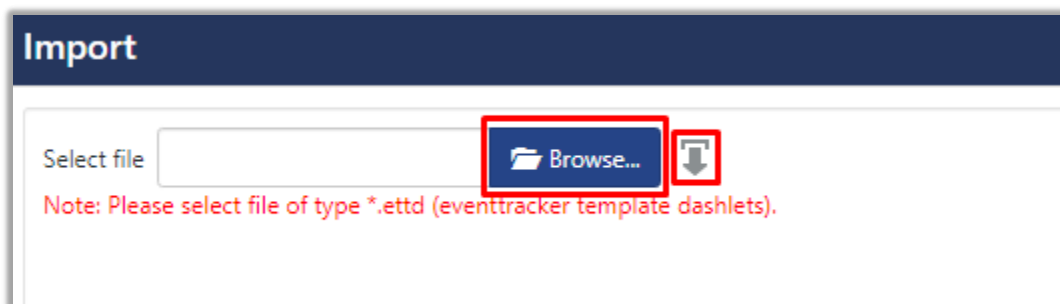 Import
Select file Browse...
Note: Please select file of type *.ettd (eventtracker template dashlets).